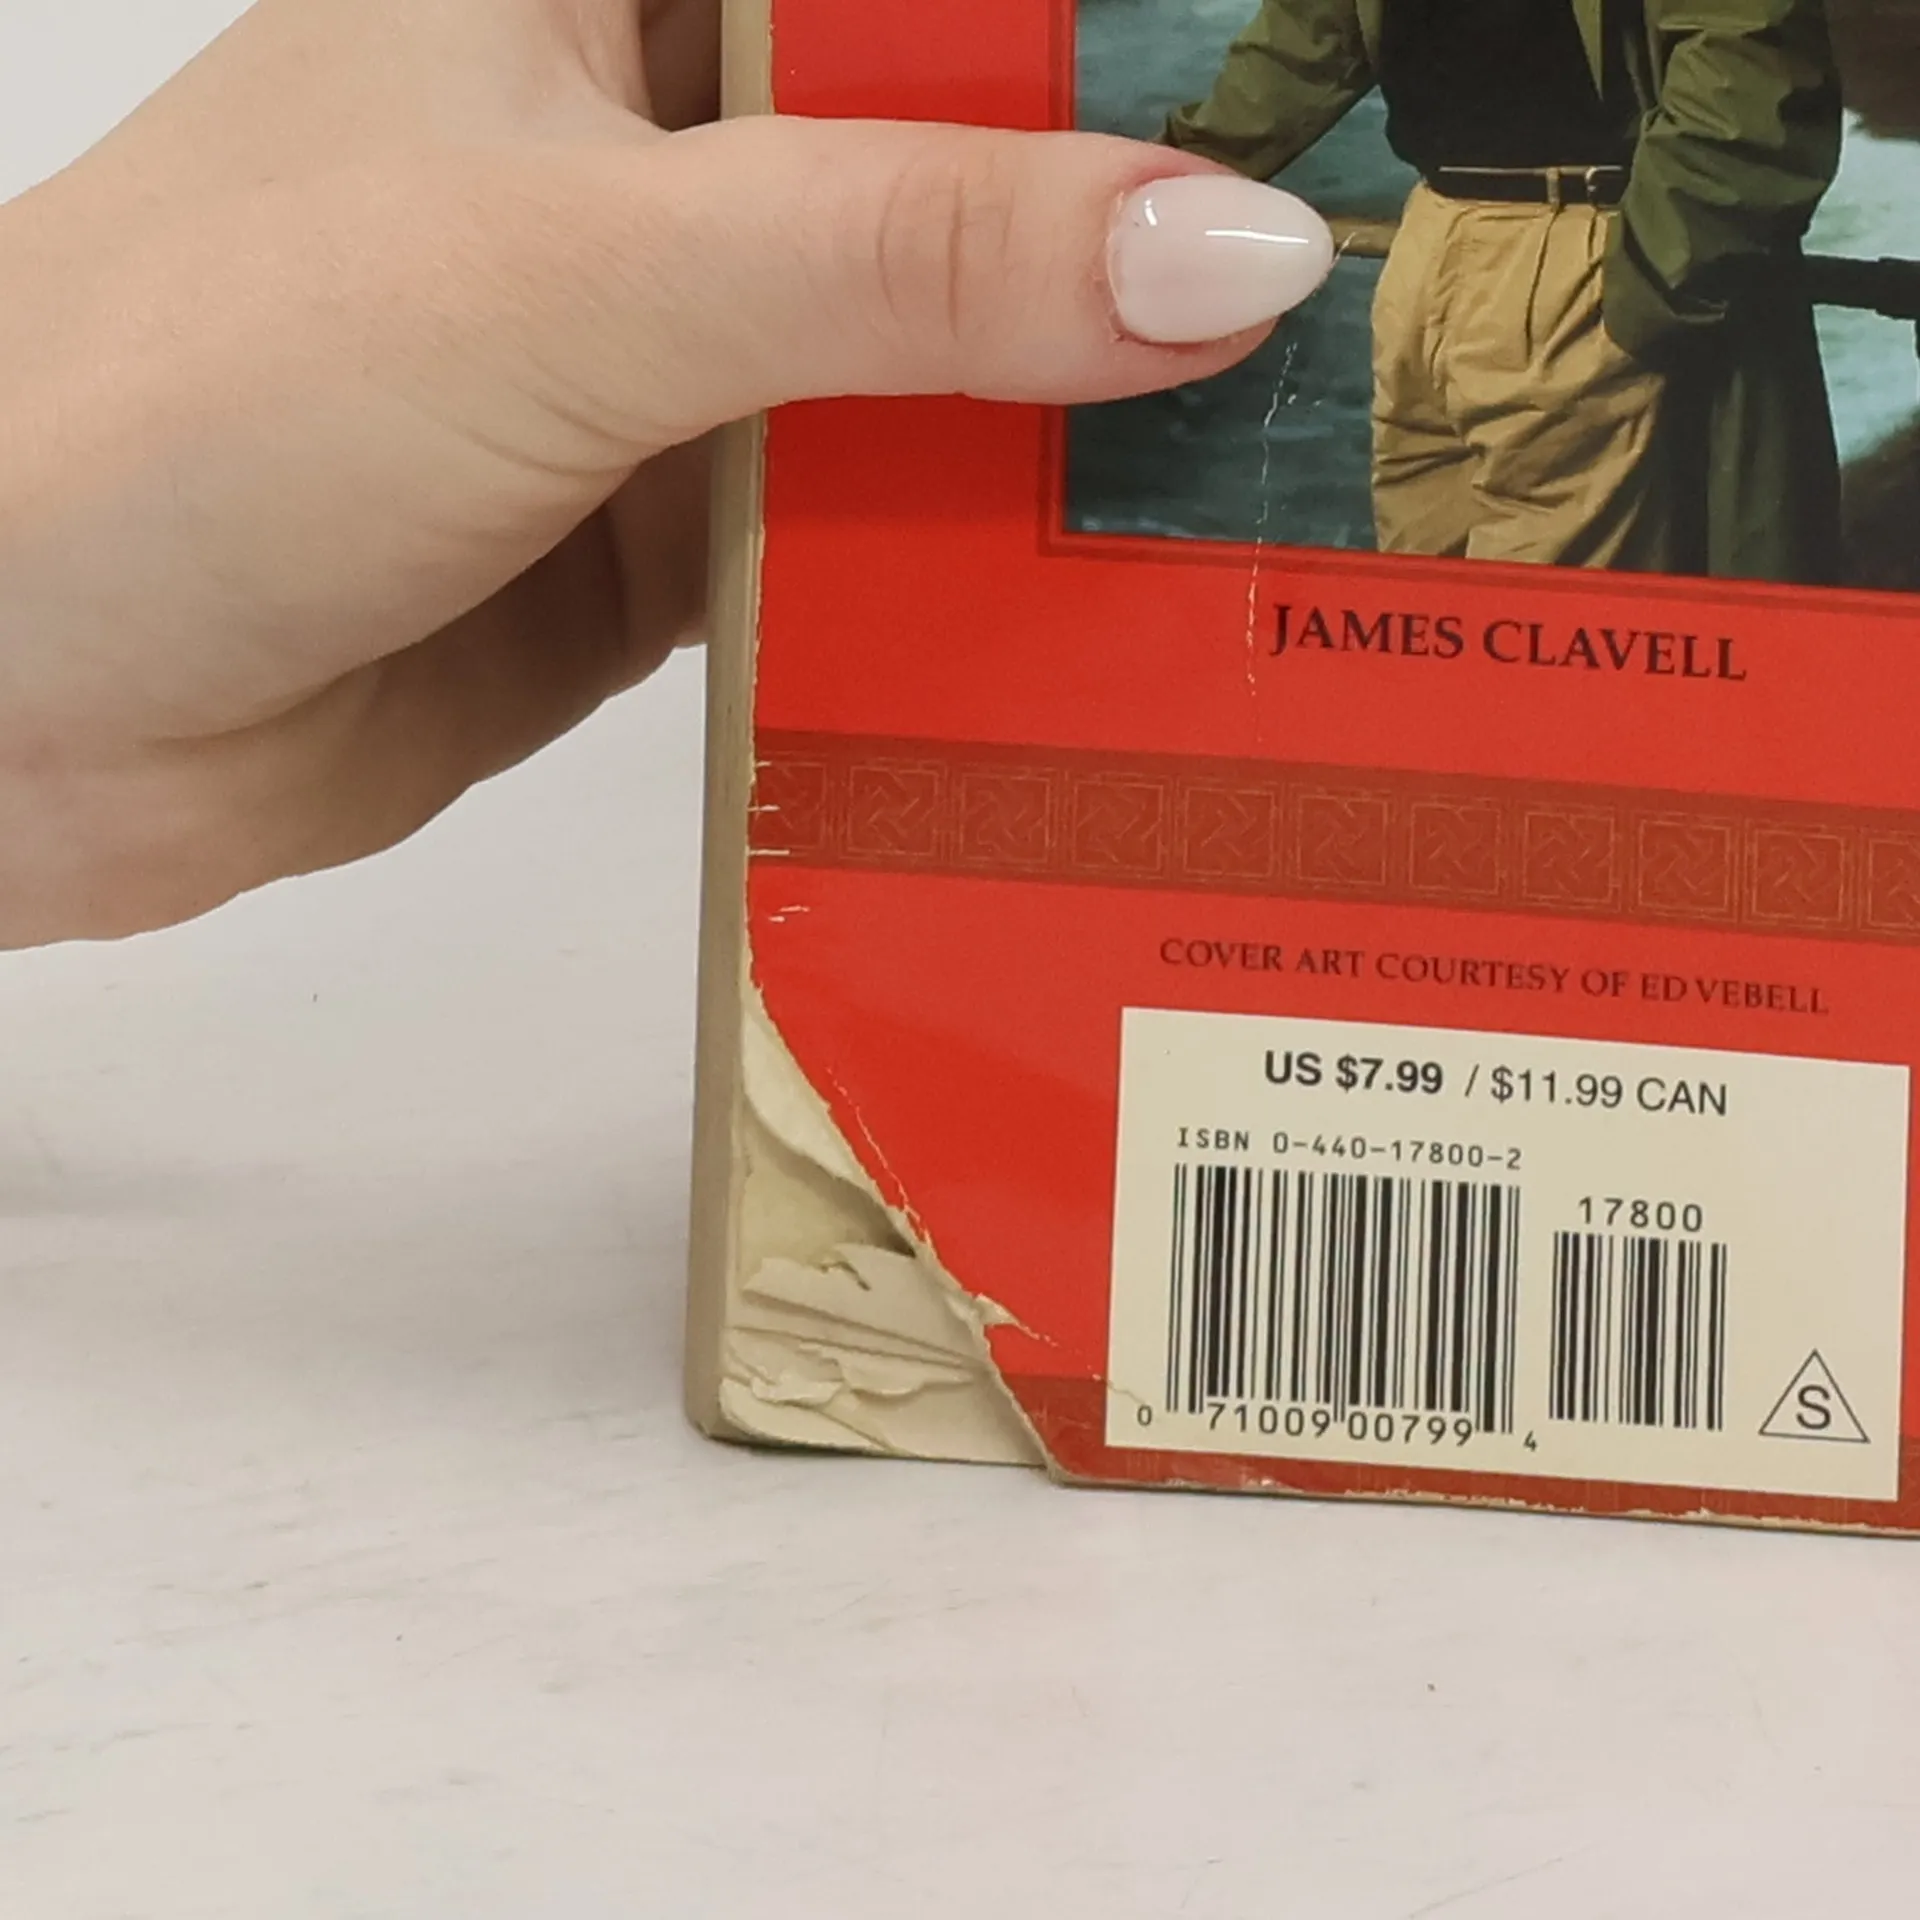 JAMES CLAVELL
COVER ART COURTESY OF ED VEBELL
US $7.99 / $11.99 CAN
ISBN 0-440-17800-2
17800
0 71009 00799 4
S